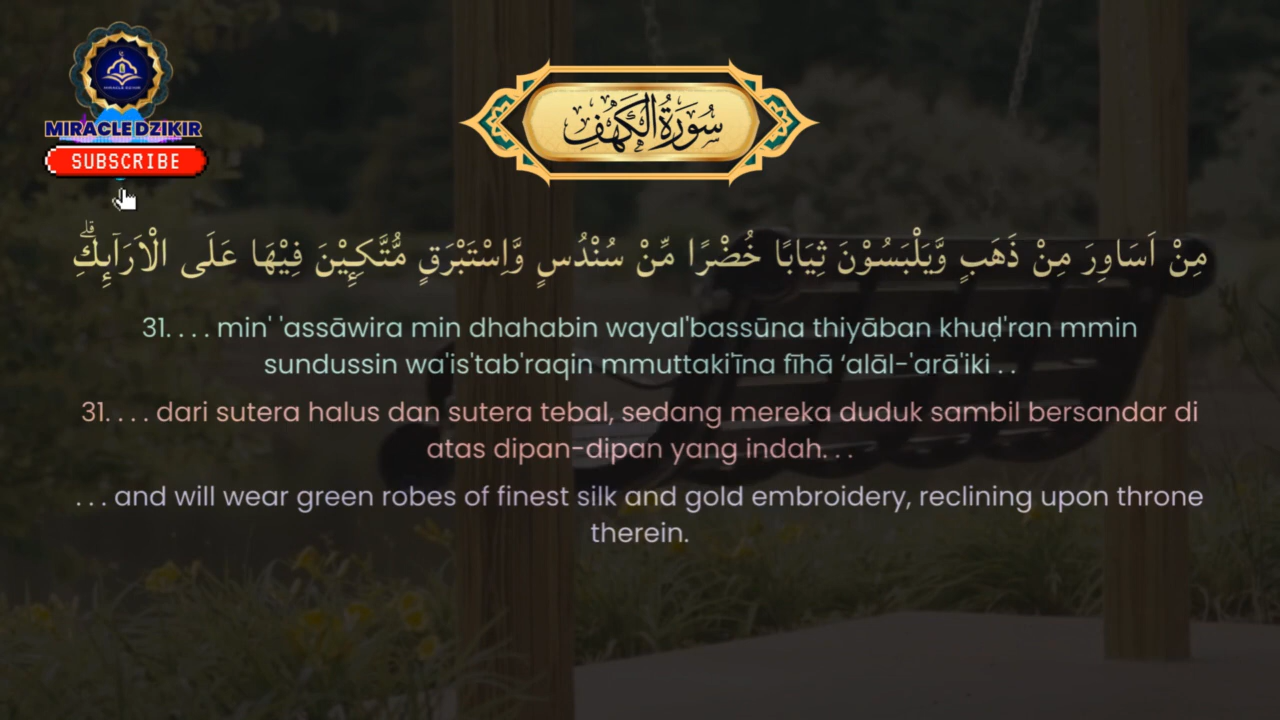 MIRACLE DZIKIR
SUBSCRIBE
سُورَةُ الْكَهْفِ
مِنْ اَسَاوِرَ مِنْ ذَهَبٍ وَّيَلْبَسُوْنَ ثِيَابًا خُضْرًا مِّنْ سُنْدُسٍ وَّاِسْتَبْرَقٍ مُّتَّكِـِٕيْنَ فِيْهَا عَلَى الْاَرَاۤىِٕكِۗ
31. . . . min' 'assāwira min dhahabin wayal'bassūna thiyāban khuḍ'ran mmin
sundussin wa'is'tab'raqin mmuttaki'īna fīhā ‘alāl-'arā'iki . .
31. . . . dari sutera halus dan sutera tebal, sedang mereka duduk sambil bersandar di
atas dipan-dipan yang indah. . .
. . . and will wear green robes of finest silk and gold embroidery, reclining upon throne
therein.